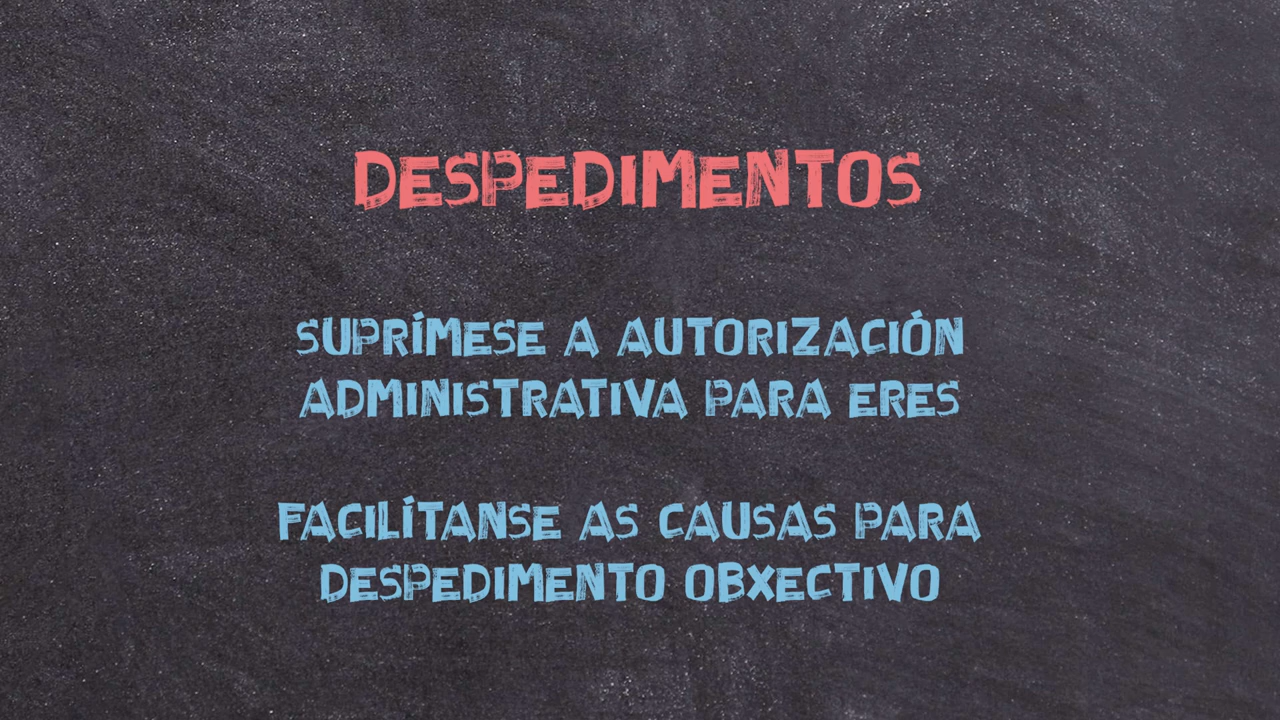 DESPEDIMENTOS
SUPRÍMESE A AUTORIZACIÓN
ADMINISTRATIVA PARA ERES
FACILÍTANSE AS CAUSAS PARA
DESPEDIMENTO OBXECTIVO